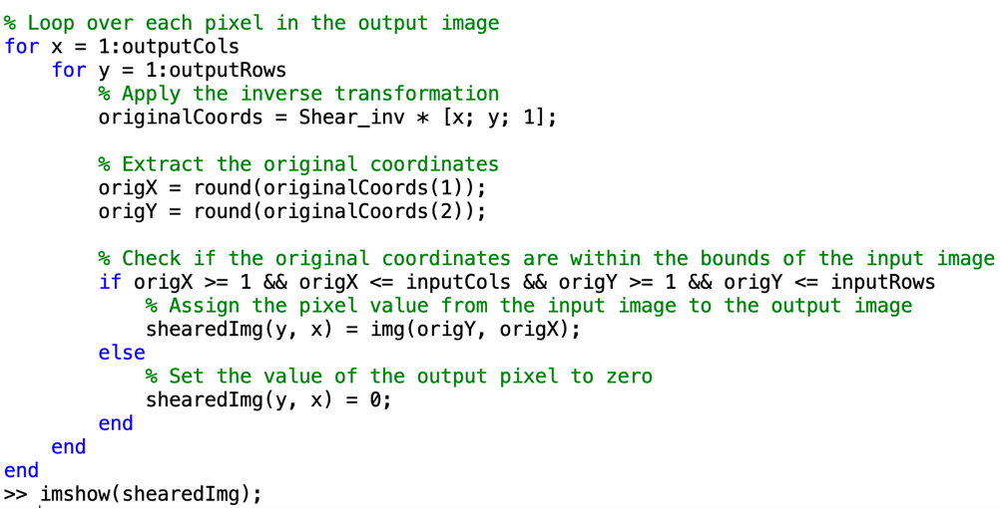 % Loop over each pixel in the output image
for x = 1:outputCols
    for y = 1:outputRows
        % Apply the inverse transformation
        originalCoords = Shear_inv * [x; y; 1];

        % Extract the original coordinates
        origX = round(originalCoords(1));
        origY = round(originalCoords(2));

        % Check if the original coordinates are within the bounds of the input image
        if origX >= 1 && origX <= inputCols && origY >= 1 && origY <= inputRows
            % Assign the pixel value from the input image to the output image
            shearedImg(y, x) = img(origY, origX);
        else
            % Set the value of the output pixel to zero
            shearedImg(y, x) = 0;
        end
    end
end
>> imshow(shearedImg);